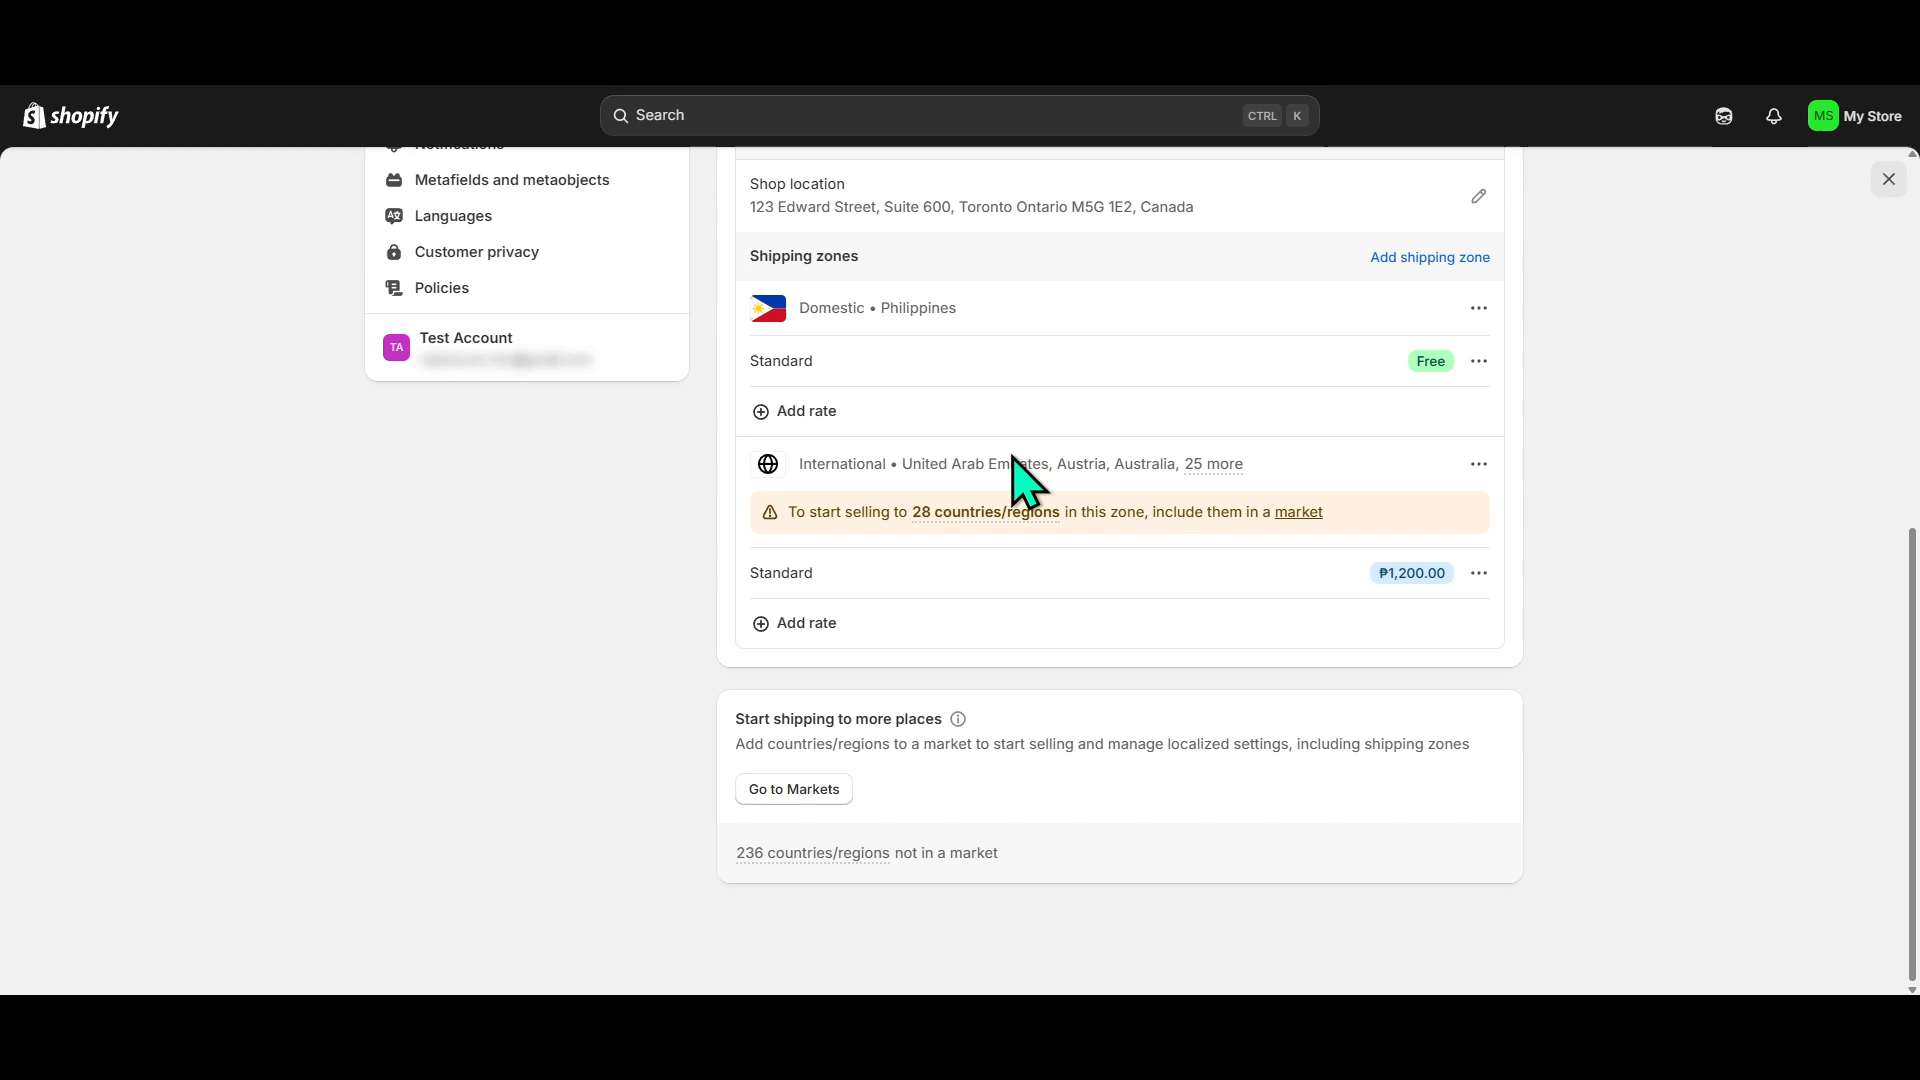 shopify
Search
CTRL K
MS My Store
Notifications
Metafields and metaobjects
Languages
Customer privacy
Policies
TA
Test Account
Shop location
123 Edward Street, Suite 600, Toronto Ontario M5G 1E2, Canada
Shipping zones
Add shipping zone
Domestic • Philippines
Standard
Free
Add rate
International • United Arab Emirates, Austria, Australia, 25 more
To start selling to 28 countries/regions in this zone, include them in a market
Standard
₱1,200.00
Add rate
Start shipping to more places
Add countries/regions to a market to start selling and manage localized settings, including shipping zones
Go to Markets
236 countries/regions not in a market